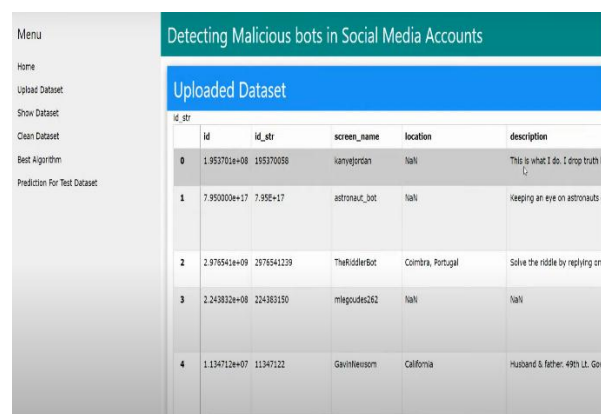 Menu
Home
Upload Dataset
Show Dataset
Clean Dataset
Best Algorithm
Prediction For Test Dataset
Detecting Malicious bots in Social Media Accounts
Uploaded Dataset
id_str
id id_str screen_name location description
0 1.953701e+08 195370058 kanyejordan NaN This is what I do. I drop truth
1 7.950000e+17 7.95E+17 astronaut_bot NaN Keeping an eye on astronauts
2 2.976541e+09 2976541239 TheRiddlerBot Coimbra, Portugal Solve the riddle by replying on
3 2.243832e+08 224383150 mlegoudes262 NaN NaN
4 1.134712e+07 11347122 GavinNewsom California Husband & father. 49th Lt. Gov